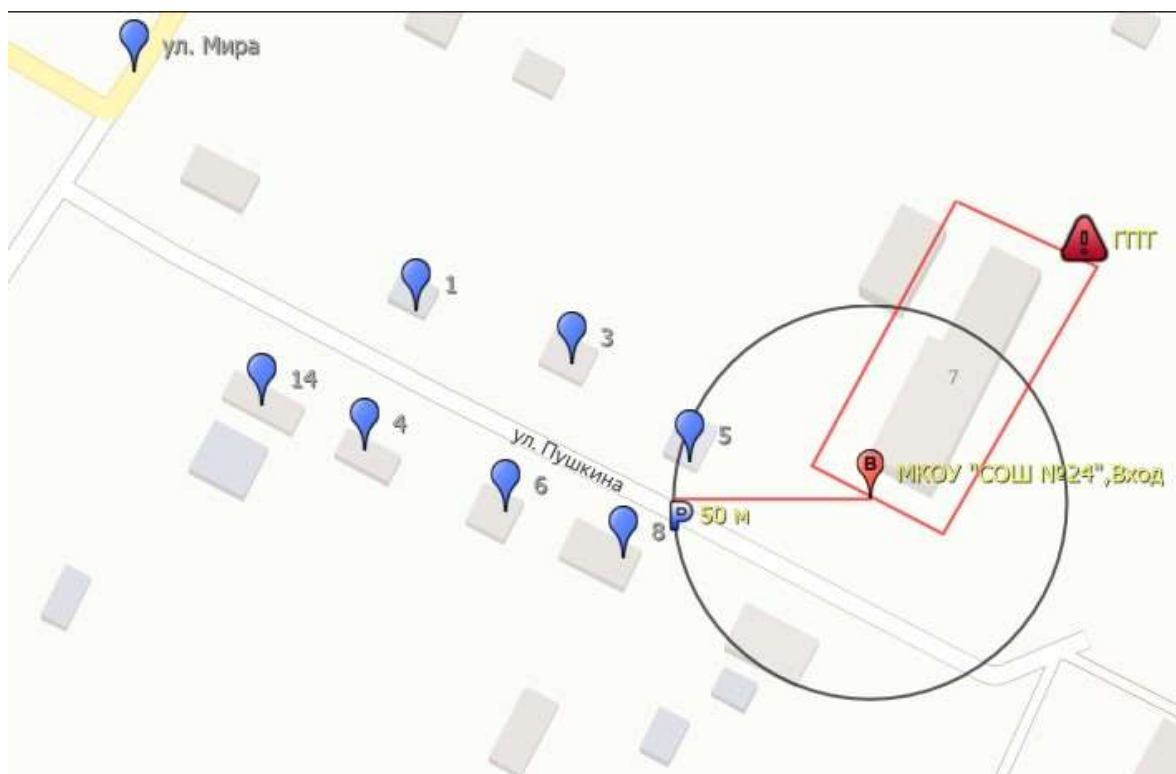 ул. Мира
ГПТ
1
3
7
14
4
5
ул. Пушкина
В
МКОУ "СОШ №24",Вход
6
Р
50 м
8